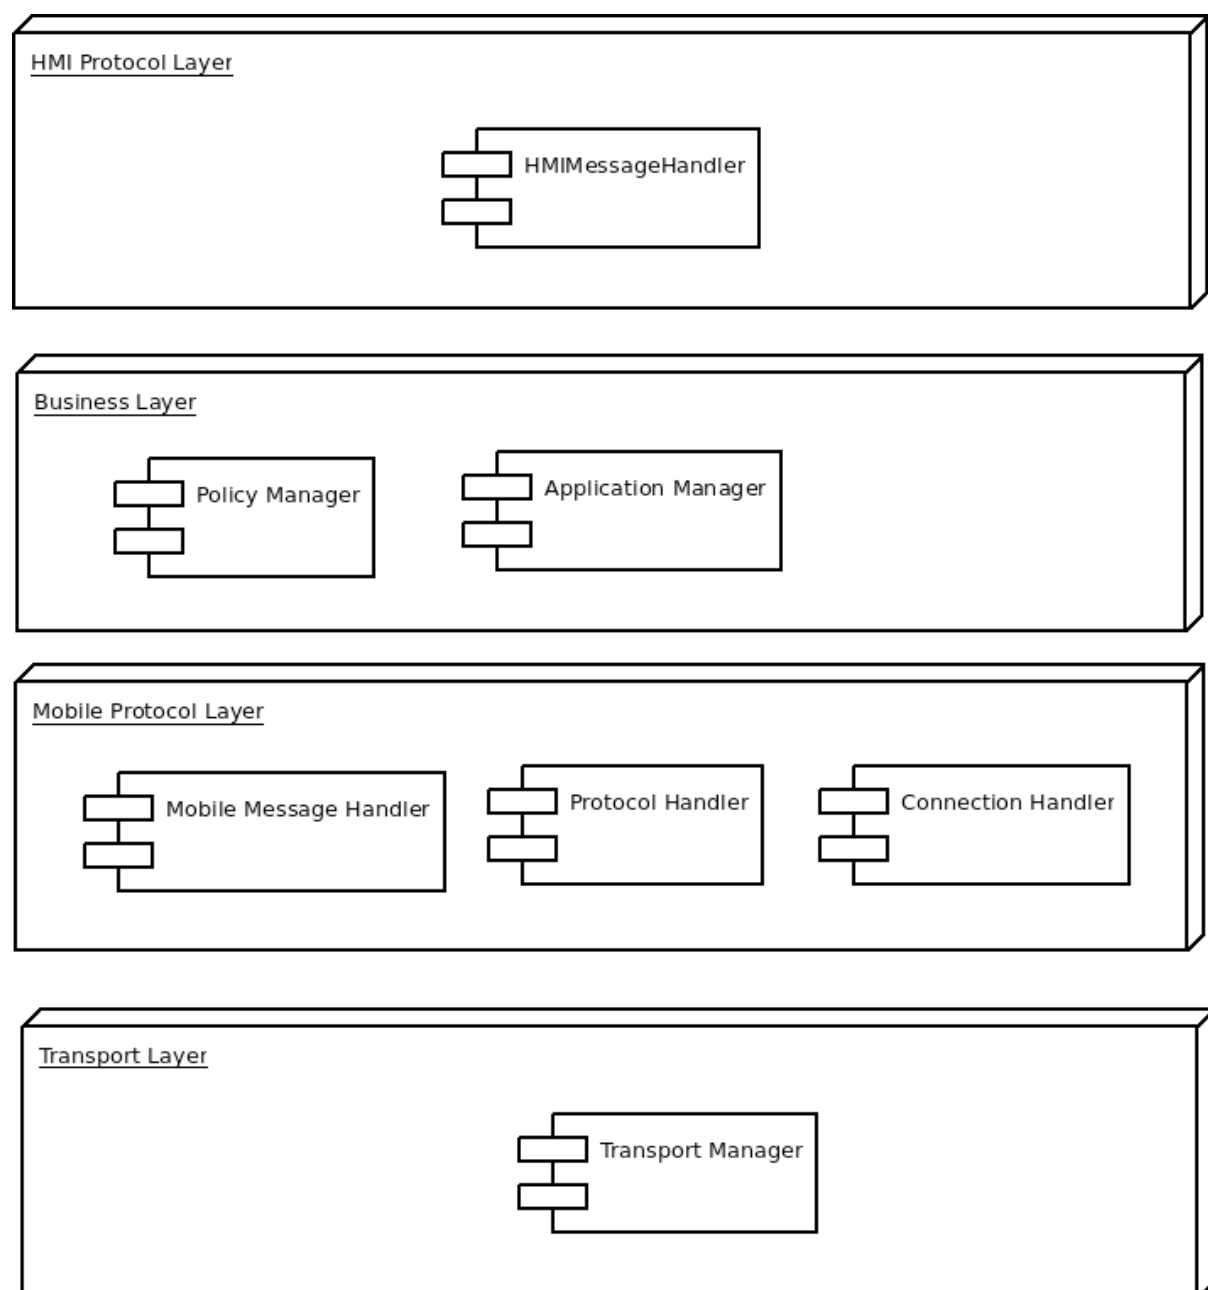 HMI Protocol Layer
HMIMessageHandler
Business Layer
Policy Manager
Application Manager
Mobile Protocol Layer
Mobile Message Handler
Protocol Handler
Connection Handler
Transport Layer
Transport Manager